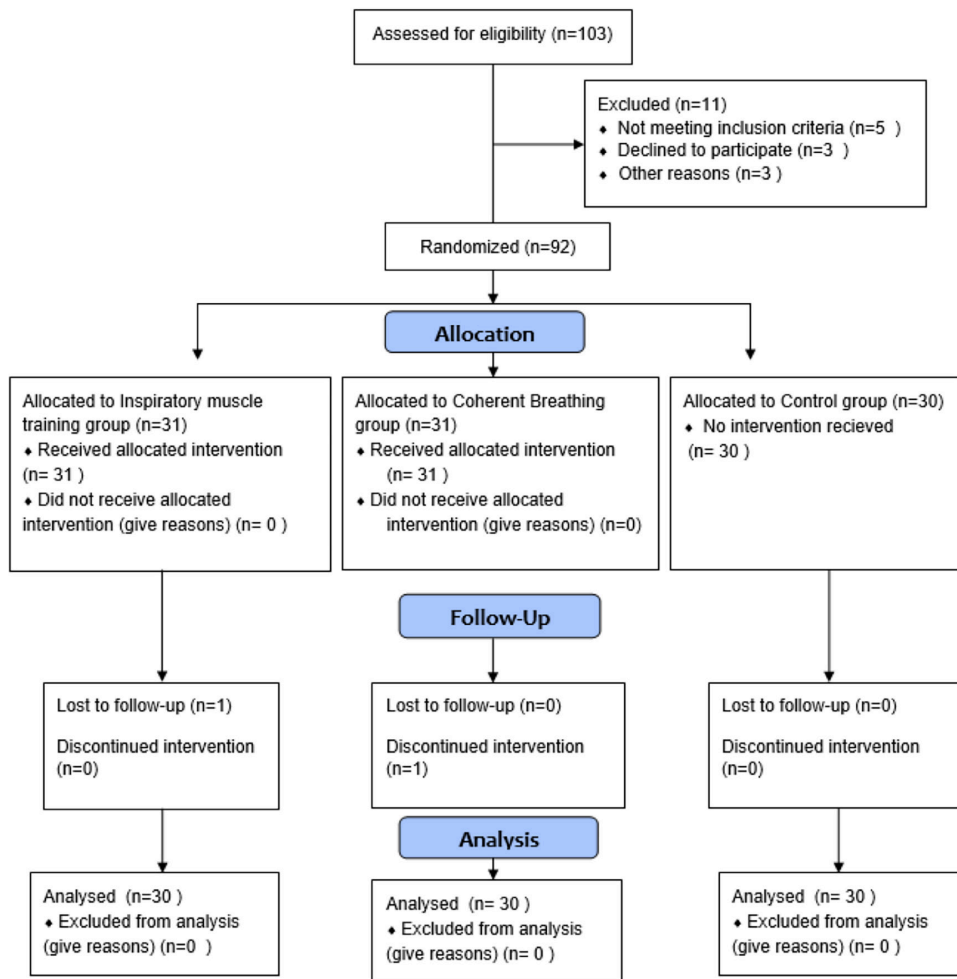 Assessed for eligibility (n=103)
Excluded (n=11)
♦ Not meeting inclusion criteria (n=5 )
♦ Declined to participate (n=3 )
♦ Other reasons (n=3 )
Randomized (n=92)
Allocation
Allocated to Inspiratory muscle
training group (n=31)
♦ Received allocated intervention
(n= 31 )
♦ Did not receive allocated
intervention (give reasons) (n= 0 )
Allocated to Coherent Breathing
group (n=31)
♦ Received allocated intervention
(n= 31 )
♦ Did not receive allocated
intervention (give reasons) (n=0)
Allocated to Control group (n=30)
♦ No intervention recieved
(n= 30 )
Follow-Up
Lost to follow-up (n=1)
Discontinued intervention
(n=0)
Lost to follow-up (n=0)
Discontinued intervention
(n=1)
Lost to follow-up (n=0)
Discontinued intervention
(n=0)
Analysis
Analysed (n=30 )
♦ Excluded from analysis
(give reasons) (n=0 )
Analysed (n= 30 )
♦ Excluded from analysis
(give reasons) (n= 0 )
Analysed (n= 30 )
♦ Excluded from analysis
(give reasons) (n= 0 )